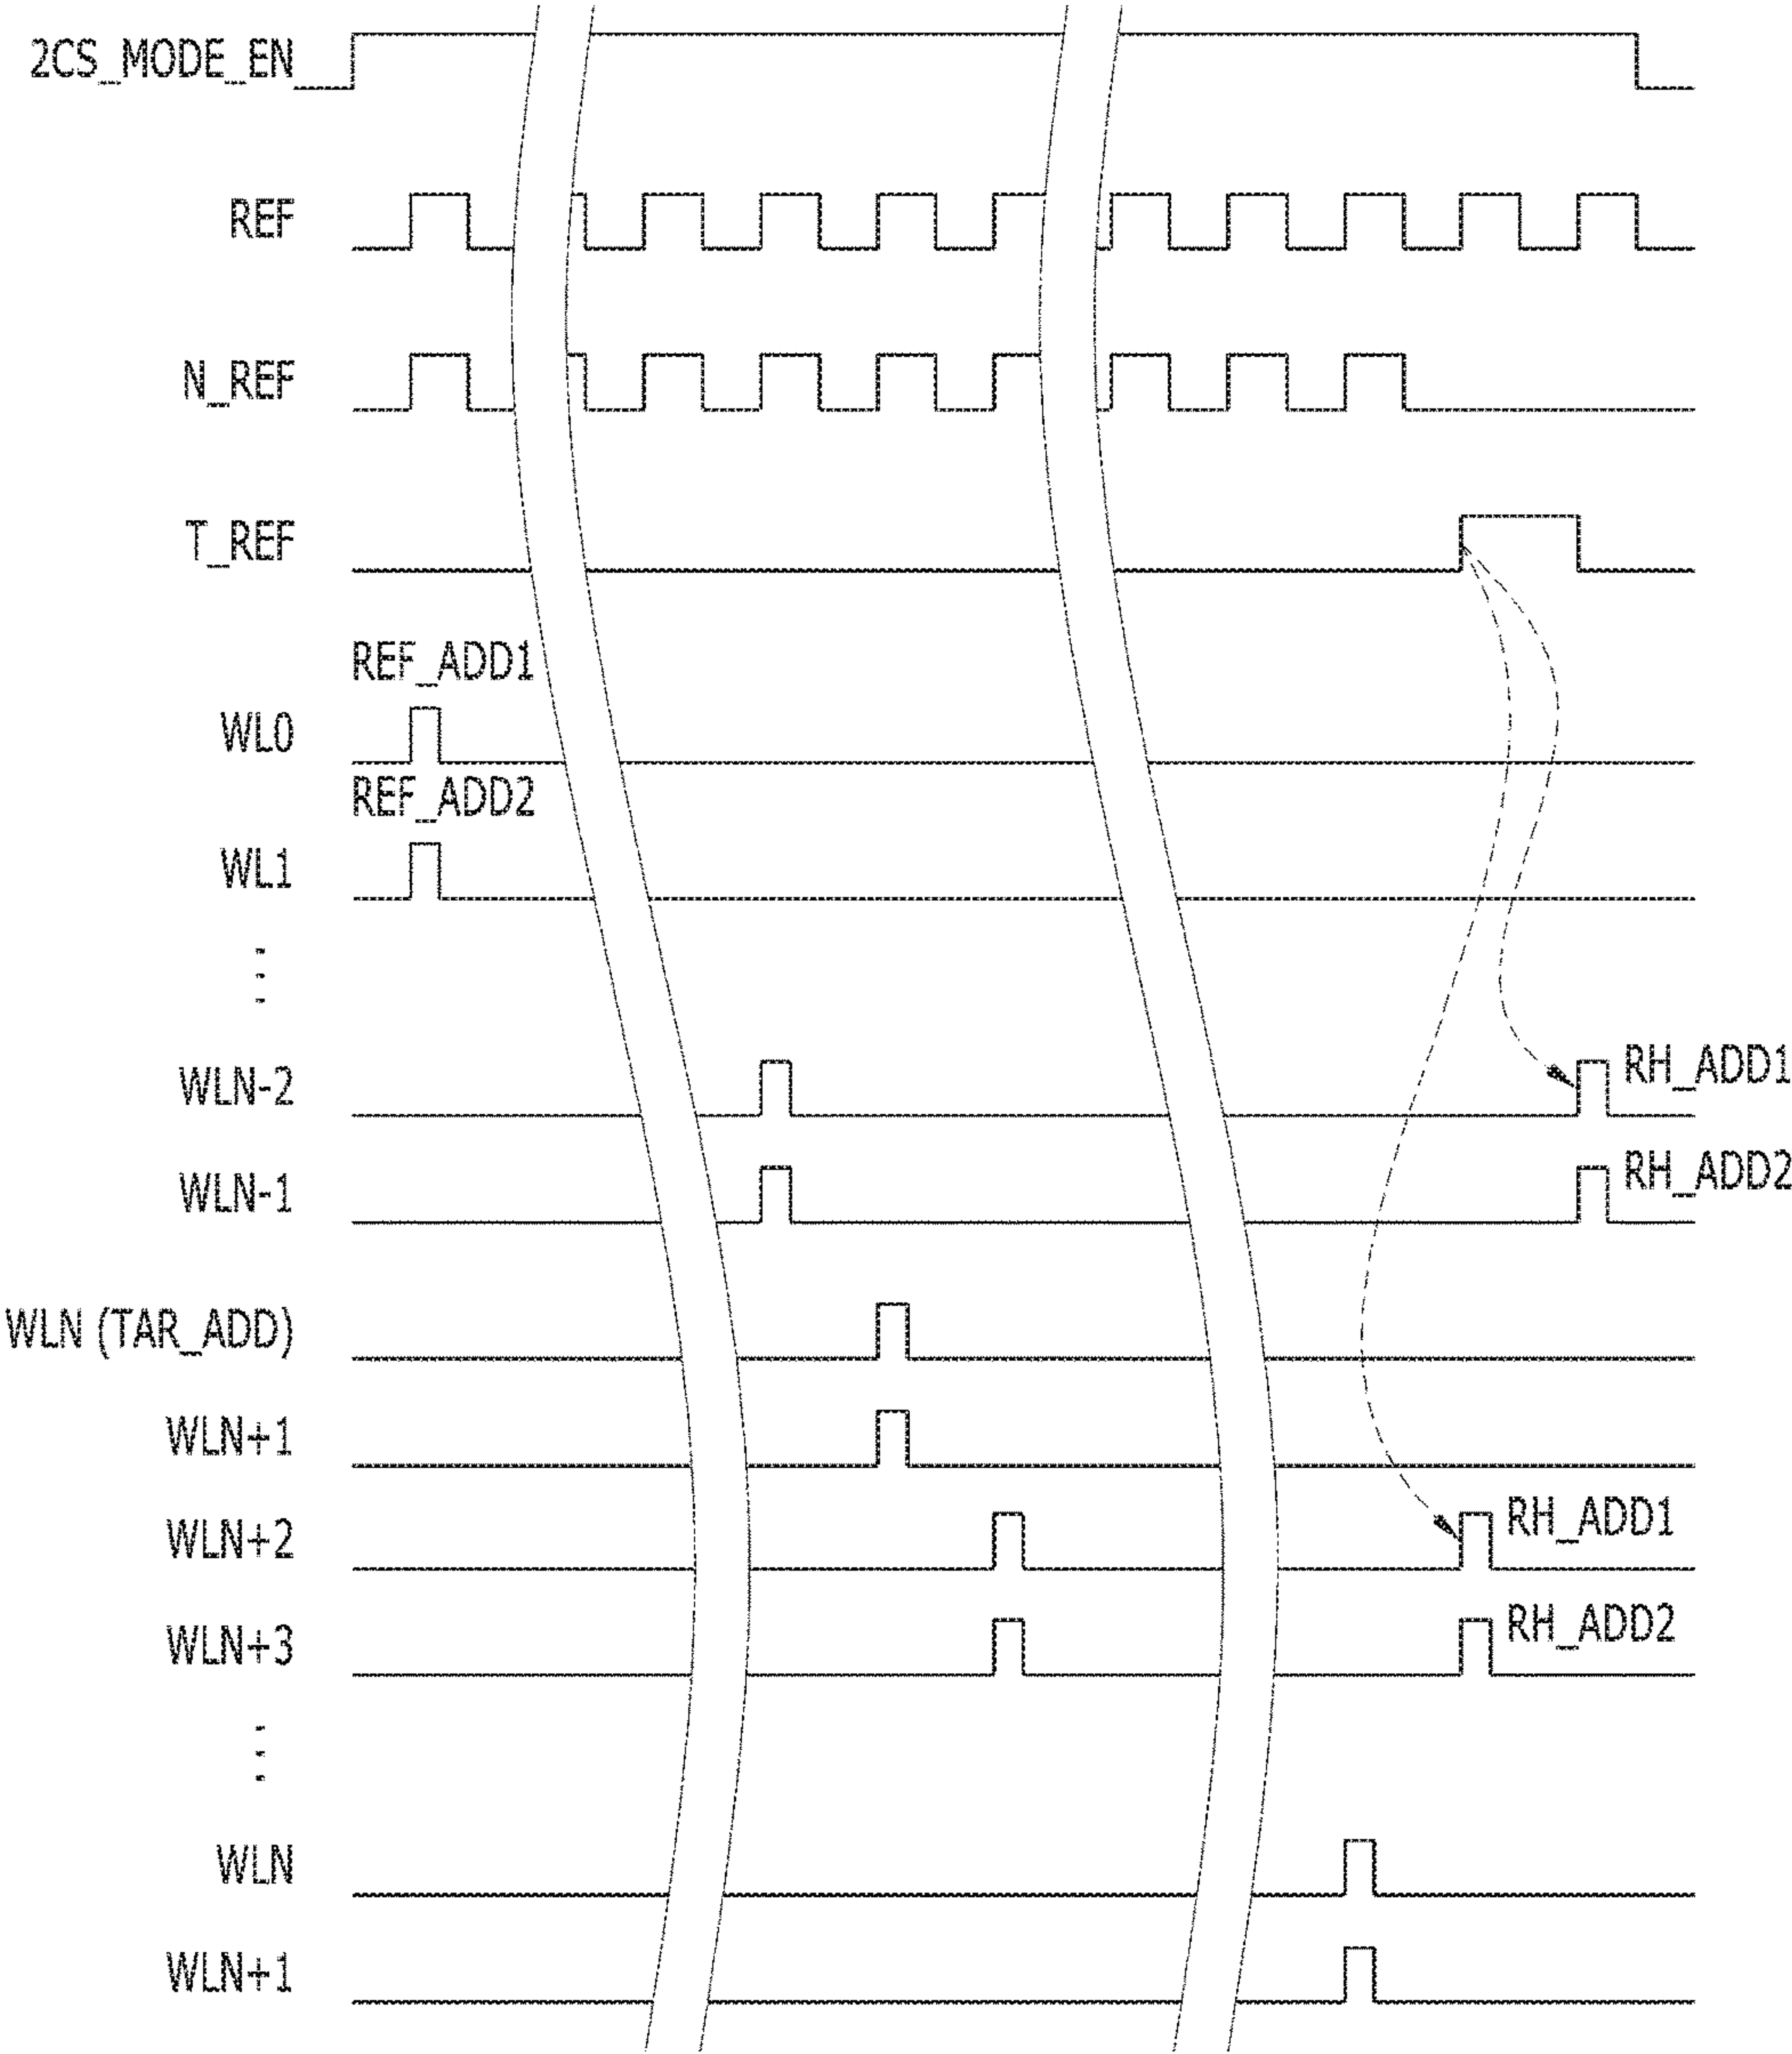 2CS_MODE_EN
REF
N_REF
T_REF
REF_ADD1
WL0
REF_ADD2
WL1
WLN-2
RH_ADD1
WLN-1
RH_ADD2
WLN (TAR_ADD)
WLN+1
WLN+2
RH_ADD1
WLN+3
RH_ADD2
WLN
WLN+1